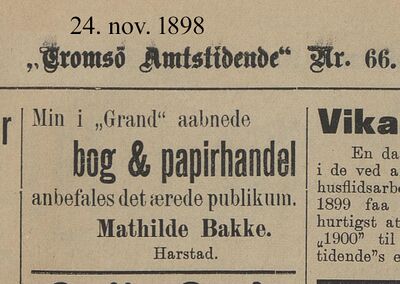 24. nov. 1898
„Tromsö Amtstidende“ Nr. 66.
r
Min i „Grand“ aabnede
bog & papirhandel
anbefales det ærede publikum.
Mathilde Bakke.
Harstad.
Vika
En da
i de ved a
husflidsarbe
1899 faa
hurtigst at
„1900” til
tidende”s e